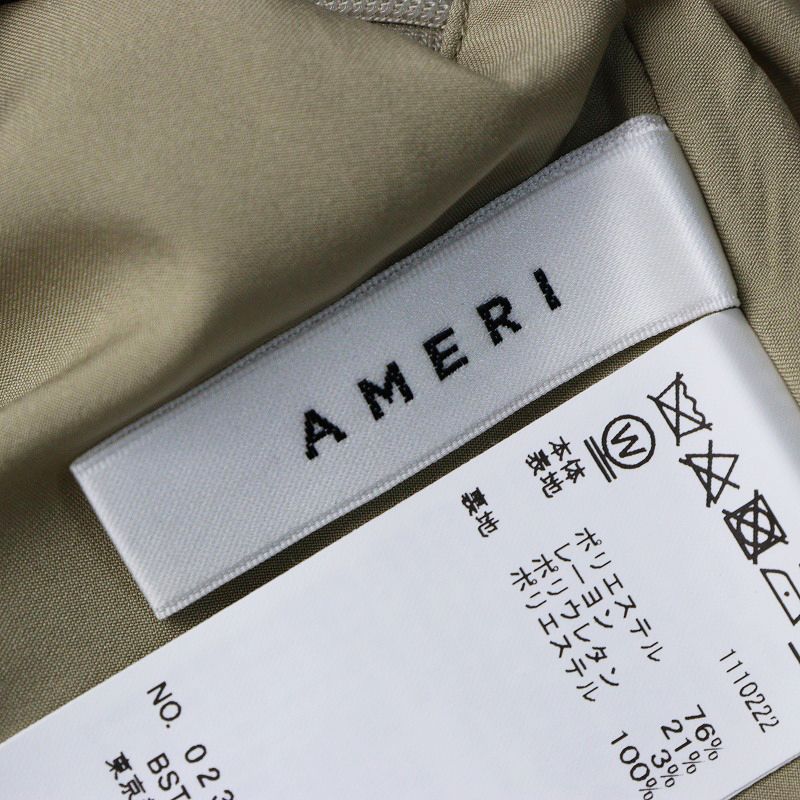 AMERI
W
本体
表地 ポリエステル 76%
レーヨン 21%
ポリウレタン 3%
裏地 ポリエステル 100%
1110222
NO. 023
BST
東京